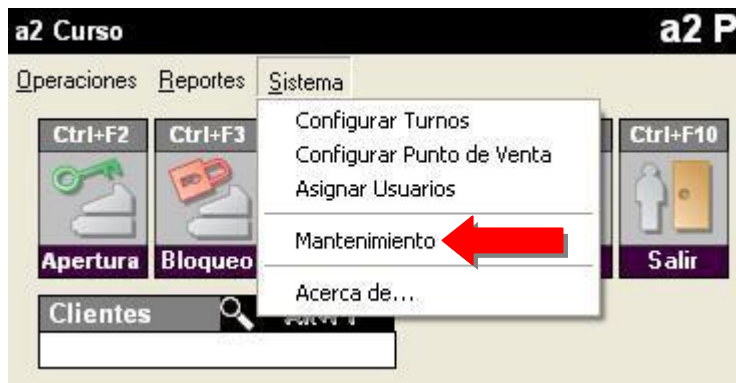 a2 Curso a2 P
Operaciones Reportes Sistema
Ctrl+F2 Ctrl+F3 Ctrl+F10
Configurar Turnos
Configurar Punto de Venta
Asignar Usuarios
Mantenimiento
Acerca de...
Apertura Bloqueo Salir
Clientes